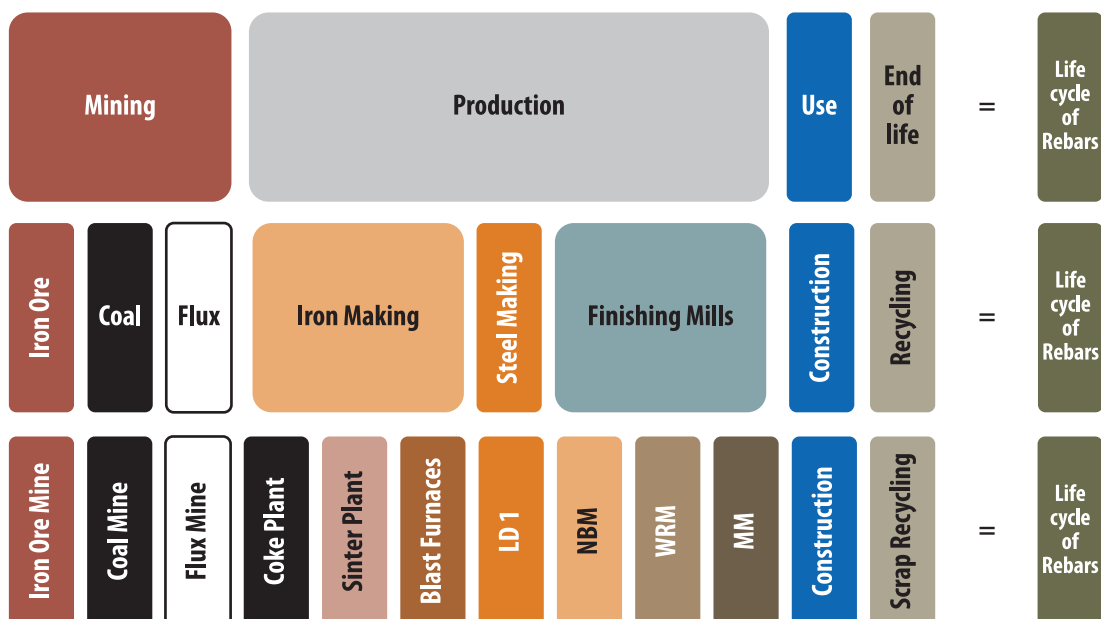 Mining
Production
Use
End
of
life
=
Life
cycle
of
Rebars
Iron Ore
Coal
Flux
Iron Making
Steel Making
Finishing Mills
Construction
Recycling
=
Life
cycle
of
Rebars
Iron Ore Mine
Coal Mine
Flux Mine
Coke Plant
Sinter Plant
Blast Furnaces
LD 1
NBM
WRM
MM
Construction
Scrap Recycling
=
Life
cycle
of
Rebars